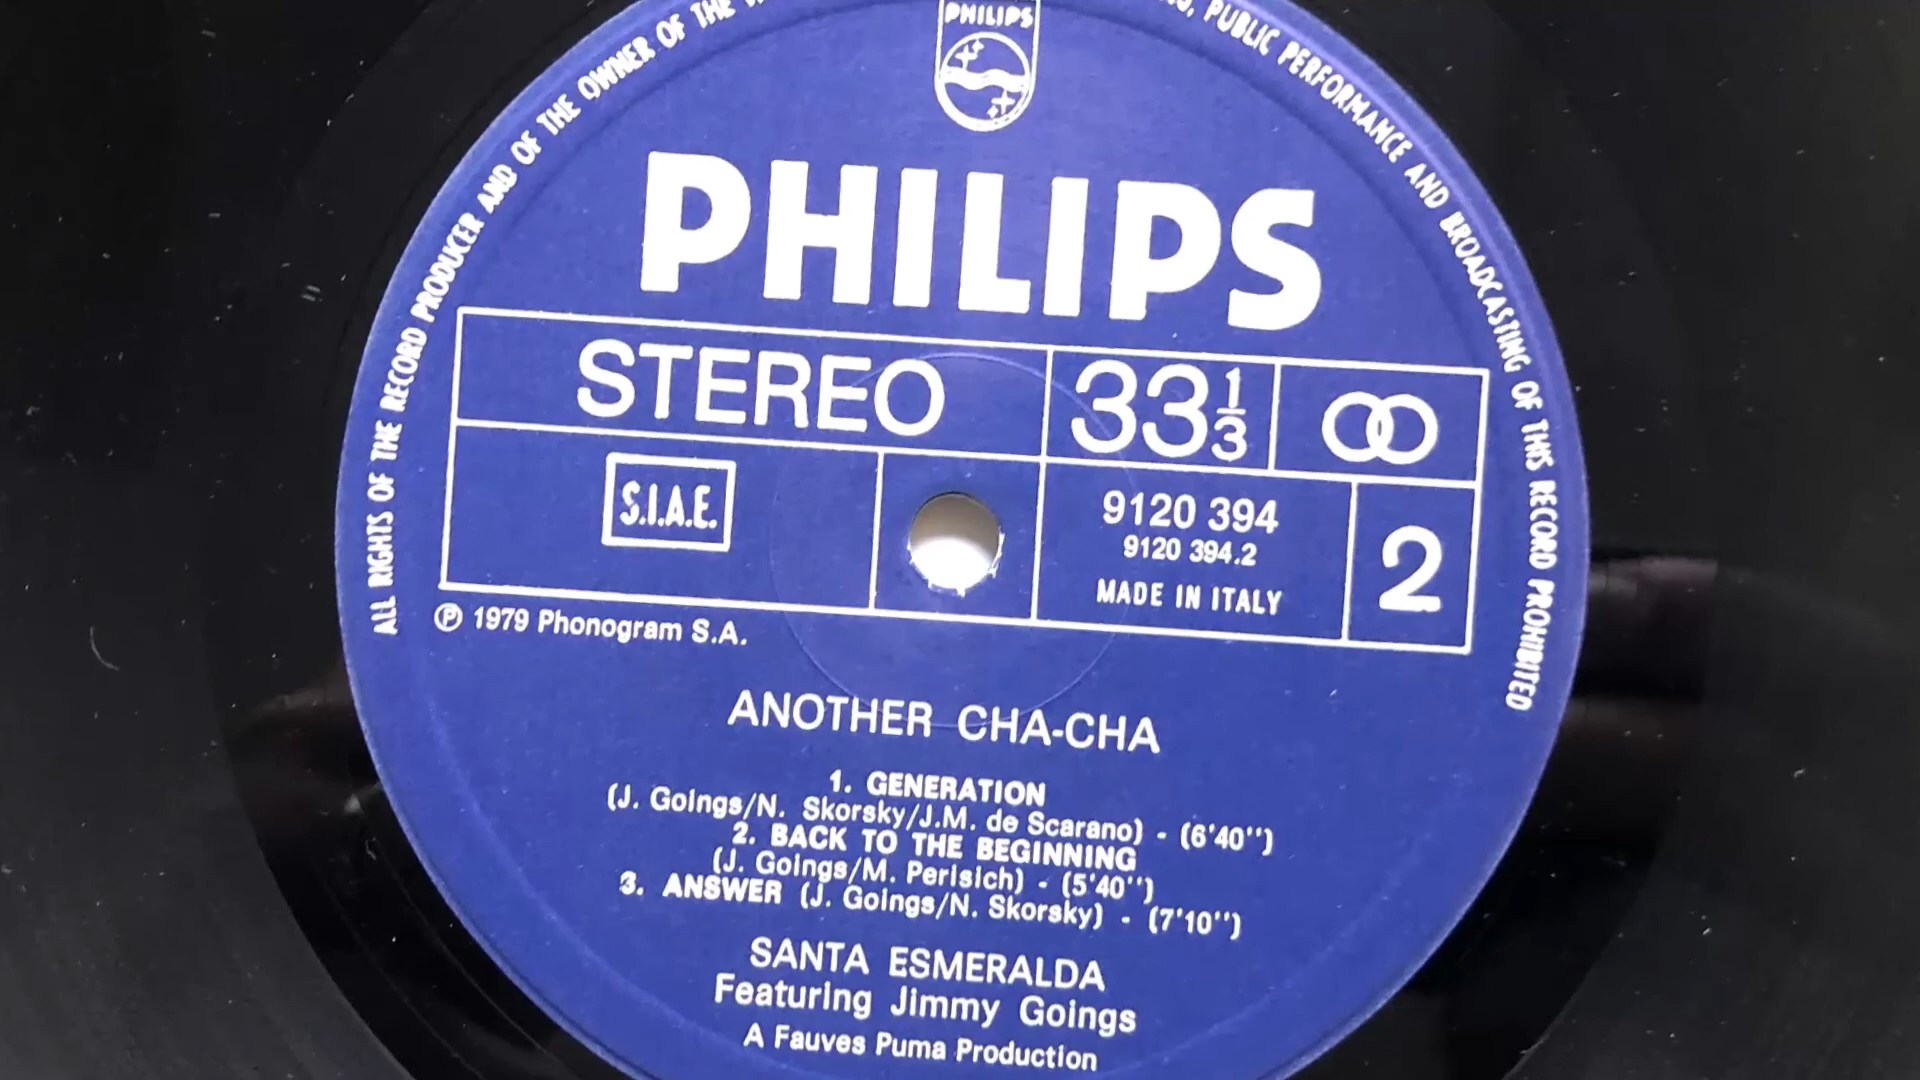 PHILIPS
ALL RIGHTS OF THE RECORD PRODUCER AND OF THE OWNER OF THE
PUBLIC PERFORMANCE AND BROADCASTING OF THIS RECORD PROHIBITED
PHILIPS
STEREO 33 1/3
S.I.A.E.
9120 394
9120 394.2
MADE IN ITALY
2
Ⓟ 1979 Phonogram S.A.
ANOTHER CHA-CHA
1. GENERATION
(J. Goings/N. Skorsky/J.M. de Scarano) - (6'40'')
2. BACK TO THE BEGINNING
(J. Goings/M. Perisich) - (5'40'')
3. ANSWER (J. Goings/N. Skorsky) - (7'10'')
SANTA ESMERALDA
Featuring Jimmy Goings
A Fauves Puma Production